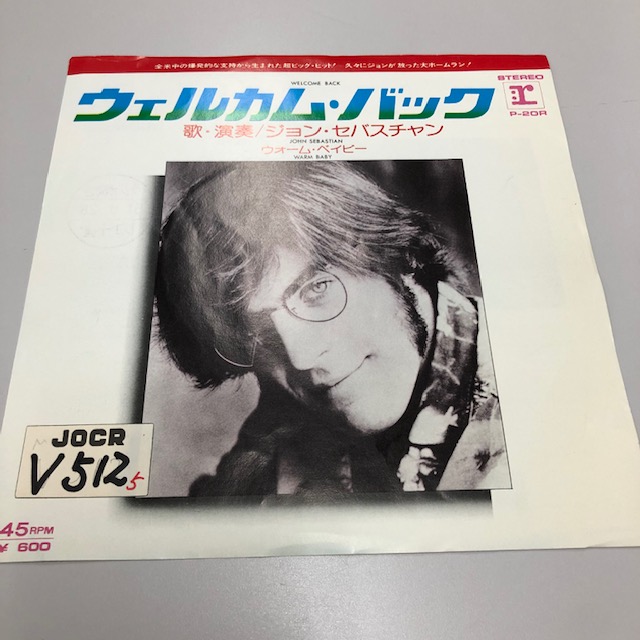 全米中の爆発的な支持から生まれた超ビッグ・ヒット! 久々にジョンが放った大ホームラン!
WELCOME BACK
ウェルカム・バック
STEREO
r
P-20R
歌・演奏/ジョン・セバスチャン
JOHN SEBASTIAN
ウォーム・ベイビー
WARM BABY
JOCR
V512
5
45RPM
¥600